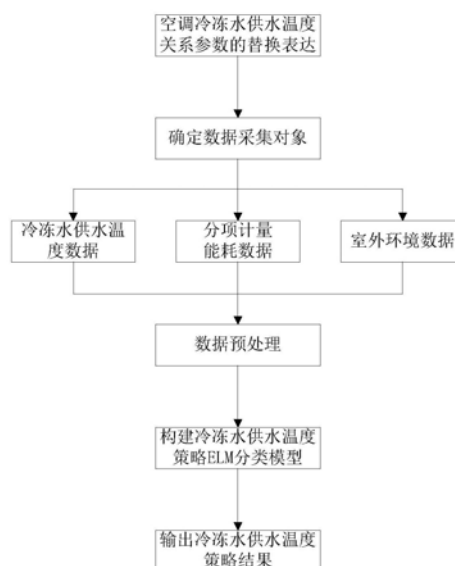 空调冷冻水供水温度
关系参数的替换表达
确定数据采集对象
冷冻水供水温
度数据
分项计量
能耗数据
室外环境数据
数据预处理
构建冷冻水供水温度
策略ELM分类模型
输出冷冻水供水温度
策略结果